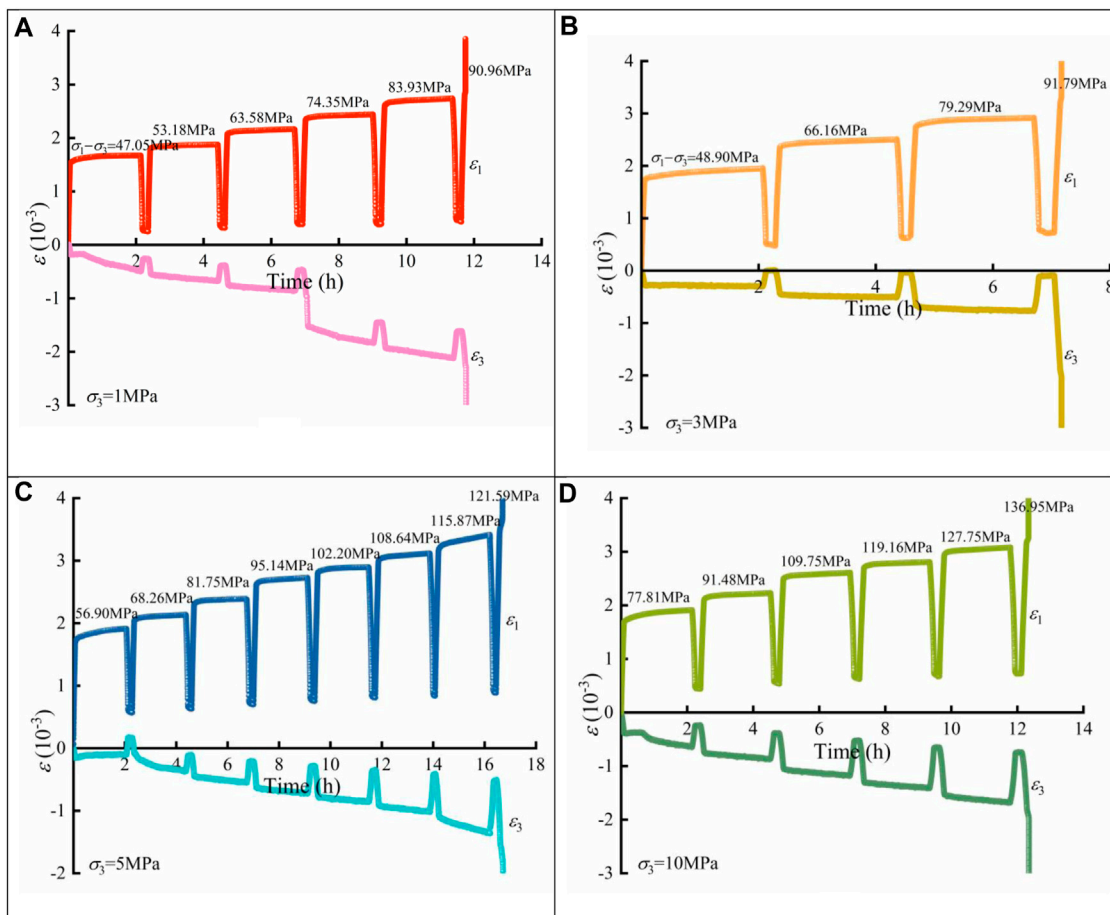 A
4
3
2
1
0
-1
-2
-3
ε (10⁻³)
σ₁−σ₃=47.05MPa
53.18MPa
63.58MPa
74.35MPa
83.93MPa
90.96MPa
ε₁
2 4 6 8 10 12 14
Time (h)
ε₃
σ₃=1MPa
B
4
3
2
1
0
-1
-2
-3
ε (10⁻³)
σ₁−σ₃=48.90MPa
66.16MPa
79.29MPa
91.79MPa
ε₁
2 4 6 8
Time (h)
ε₃
σ₃=3MPa
C
4
3
2
1
0
-1
-2
ε (10⁻³)
56.90MPa
68.26MPa
81.75MPa
95.14MPa
102.20MPa
108.64MPa
115.87MPa
121.59MPa
ε₁
2 4 6 8 10 12 14 16 18
Time (h)
ε₃
σ₃=5MPa
D
4
3
2
1
0
-1
-2
-3
ε (10⁻³)
77.81MPa
91.48MPa
109.75MPa
119.16MPa
127.75MPa
136.95MPa
ε₁
2 4 6 8 10 12 14
Time (h)
ε₃
σ₃=10MPa